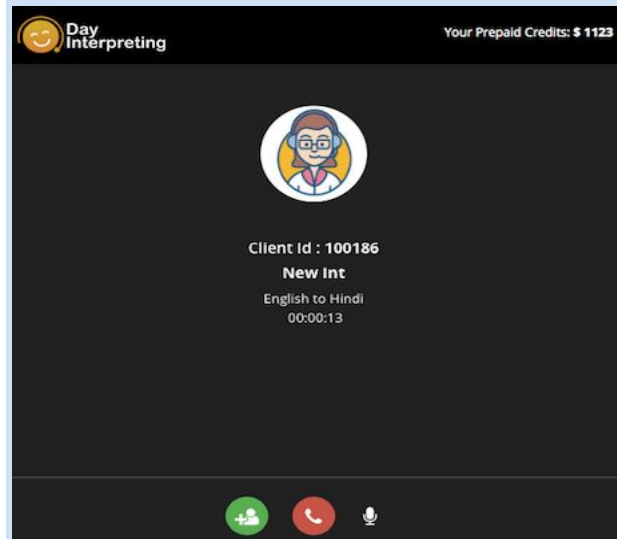 Day
Interpreting
Your Prepaid Credits: $ 1123
Client Id : 100186
New Int
English to Hindi
00:00:13